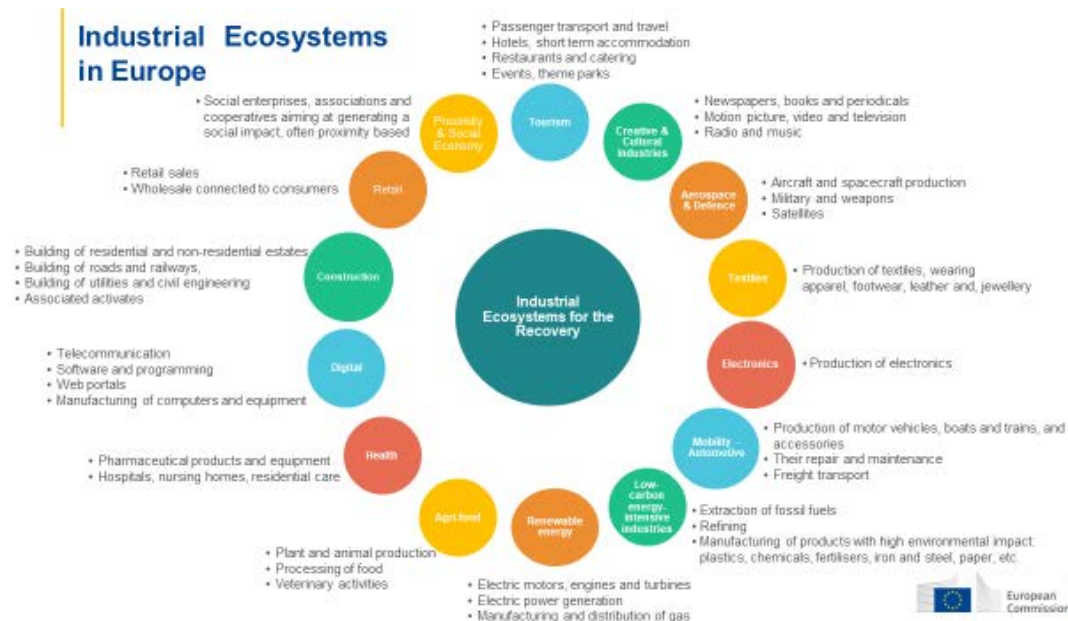 Industrial Ecosystems
in Europe
• Passenger transport and travel
• Hotels, short term accommodation
• Restaurants and catering
• Events, theme parks
Tourism
• Newspapers, books and periodicals
• Motion picture, video and television
• Radio and music
Creative &
Cultural
Industries
• Aircraft and spacecraft production
• Military and weapons
• Satellites
Aerospace
& Defence
Textiles
• Production of textiles, wearing
apparel, footwear, leather and, jewellery
Electronics
• Production of electronics
Mobility –
Automotive
• Production of motor vehicles, boats and trains, and
accessories
• Their repair and maintenance
• Freight transport
Low-
carbon
energy-
intensive
industries
• Extraction of fossil fuels
• Refining
• Manufacturing of products with high environmental impact:
plastics, chemicals, fertilisers, iron and steel, paper, etc.
Renewable
energy
• Electric motors, engines and turbines
• Electric power generation
• Manufacturing and distribution of gas
Agri-food
• Plant and animal production
• Processing of food
• Veterinary activities
Health
• Pharmaceutical products and equipment
• Hospitals, nursing homes, residential care
Digital
• Telecommunication
• Software and programming
• Web portals
• Manufacturing of computers and equipment
Construction
• Building of residential and non-residential estates
• Building of roads and railways,
• Building of utilities and civil engineering
• Associated activates
Retail
• Retail sales
• Wholesale connected to consumers
Proximity
& Social
Economy
• Social enterprises, associations and
cooperatives aiming at generating a
social impact, often proximity based
Industrial
Ecosystems for the
Recovery
European
Commission